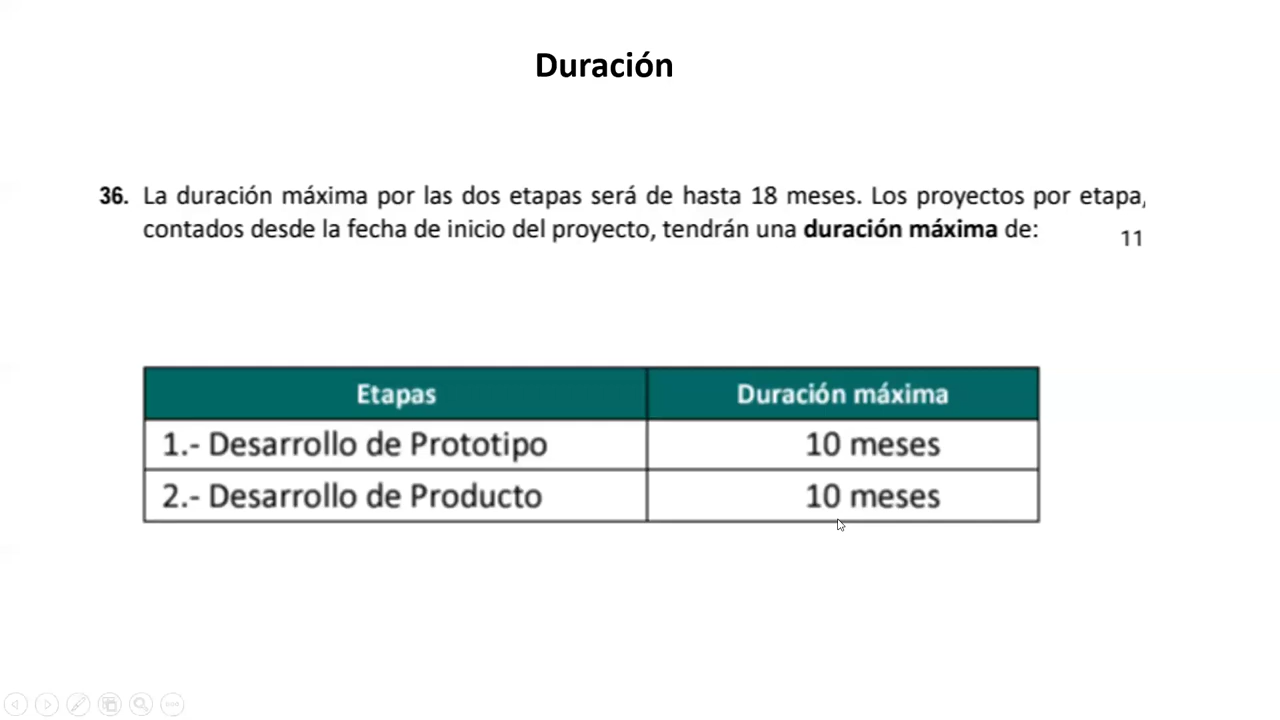 Duración
36. La duración máxima por las dos etapas será de hasta 18 meses. Los proyectos por etapa,
contados desde la fecha de inicio del proyecto, tendrán una duración máxima de:
11
Etapas Duración máxima
1.- Desarrollo de Prototipo 10 meses
2.- Desarrollo de Producto 10 meses